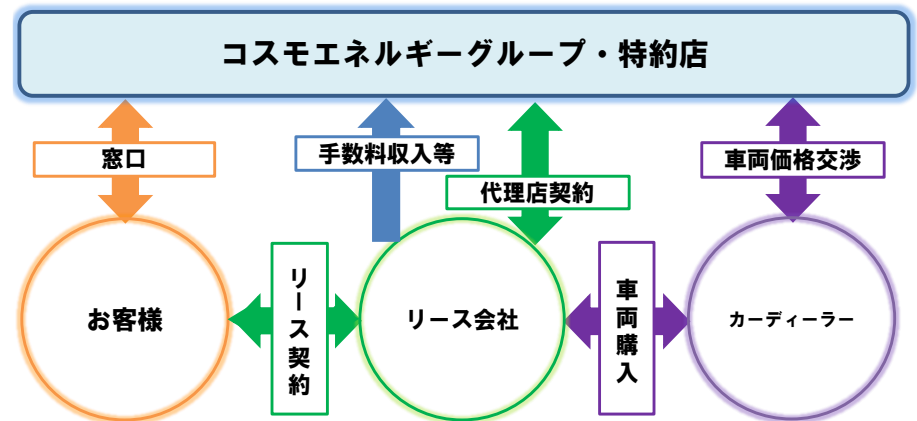 コスモエネルギーグループ・特約店
窓口
手数料収入等
代理店契約
車両価格交渉
お客様
リース契約
リース会社
車両購入
カーディーラー